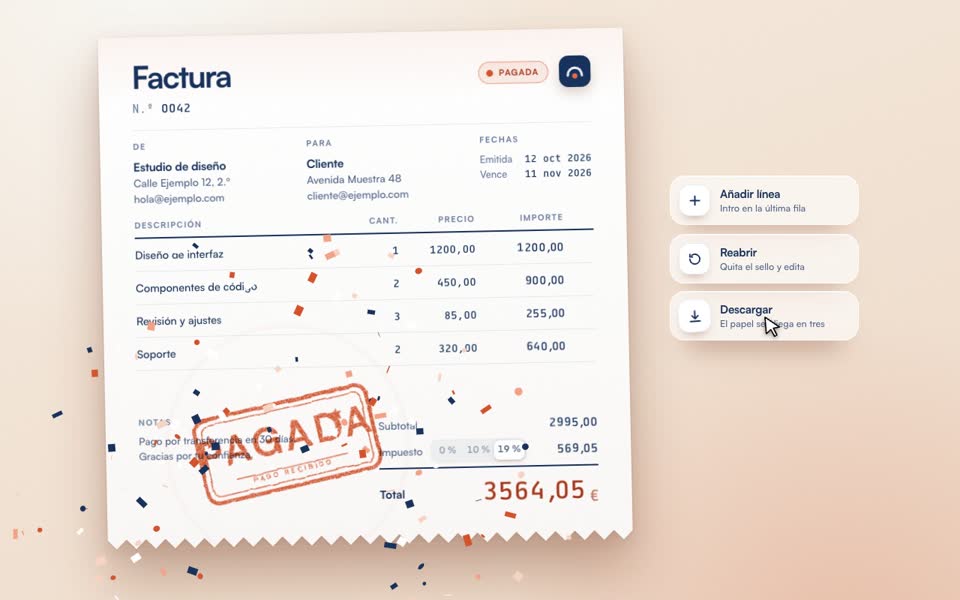 Factura
PAGADA
N.º 0042
DE
Estudio de diseño
Calle Ejemplo 12, 2.º
hola@ejemplo.com
PARA
Cliente
Avenida Muestra 48
cliente@ejemplo.com
FECHAS
Emitida 12 oct 2026
Vence 11 nov 2026
DESCRIPCIÓN CANT. PRECIO IMPORTE
Diseño de interfaz 1 1200,00 1200,00
Componentes de código 2 450,00 900,00
Revisión y ajustes 3 85,00 255,00
Soporte 2 320,00 640,00
NOTAS
Pago por transferencia en 30 días.
Gracias por tu confianza.
PAGADA
PAGO RECIBIDO
Subtotal 2995,00
Impuesto 0 % 10 % 19 % 569,05
Total 3564,05 €
Añadir línea
Intro en la última fila
Reabrir
Quita el sello y edita
Descargar
El papel se pliega en tres